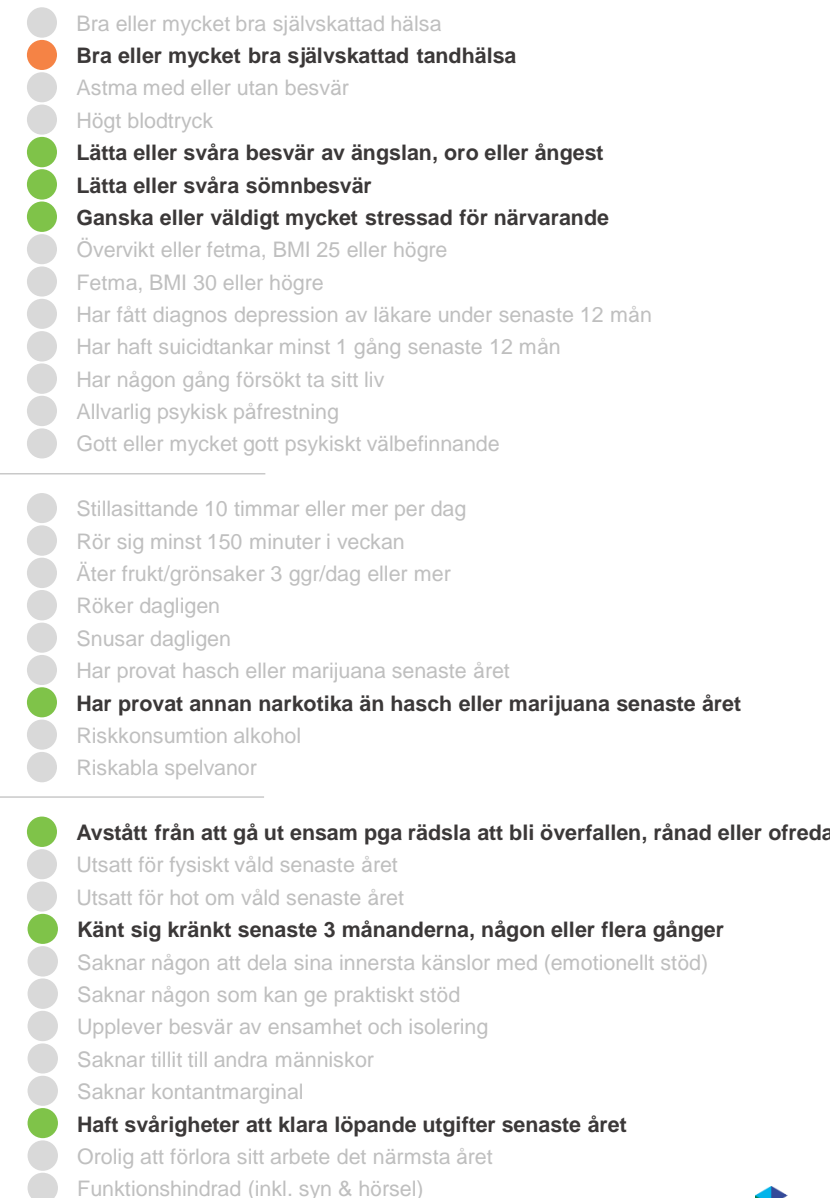 Bra eller mycket bra självskattad hälsa
Bra eller mycket bra självskattad tandhälsa
Astma med eller utan besvär
Högt blodtryck
Lätta eller svåra besvär av ängslan, oro eller ångest
Lätta eller svåra sömnbesvär
Ganska eller väldigt mycket stressad för närvarande
Övervikt eller fetma, BMI 25 eller högre
Fetma, BMI 30 eller högre
Har fått diagnos depression av läkare under senaste 12 mån
Har haft suicidtankar minst 1 gång senaste 12 mån
Har någon gång försökt ta sitt liv
Allvarlig psykisk påfrestning
Gott eller mycket gott psykiskt välbefinnande
Stillasittande 10 timmar eller mer per dag
Rör sig minst 150 minuter i veckan
Äter frukt/grönsaker 3 ggr/dag eller mer
Röker dagligen
Snusar dagligen
Har provat hasch eller marijuana senaste året
Har provat annan narkotika än hasch eller marijuana senaste året
Riskkonsumtion alkohol
Riskabla spelvanor
Avstått från att gå ut ensam pga rädsla att bli överfallen, rånad eller ofreda
Utsatt för fysiskt våld senaste året
Utsatt för hot om våld senaste året
Känt sig kränkt senaste 3 månanderna, någon eller flera gånger
Saknar någon att dela sina innersta känslor med (emotionellt stöd)
Saknar någon som kan ge praktiskt stöd
Upplever besvär av ensamhet och isolering
Saknar tillit till andra människor
Saknar kontantmarginal
Haft svårigheter att klara löpande utgifter senaste året
Orolig att förlora sitt arbete det närmsta året
Funktionshindrad (inkl. syn & hörsel)